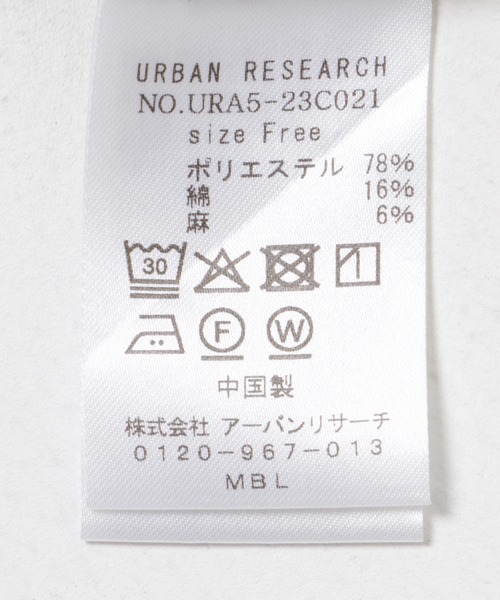 URBAN RESEARCH
NO.URA5-23C021
size Free
ポリエステル 78%
綿 16%
麻 6%
30
F W
中国製
株式会社 アーバンリサーチ
0120-967-013
MBL